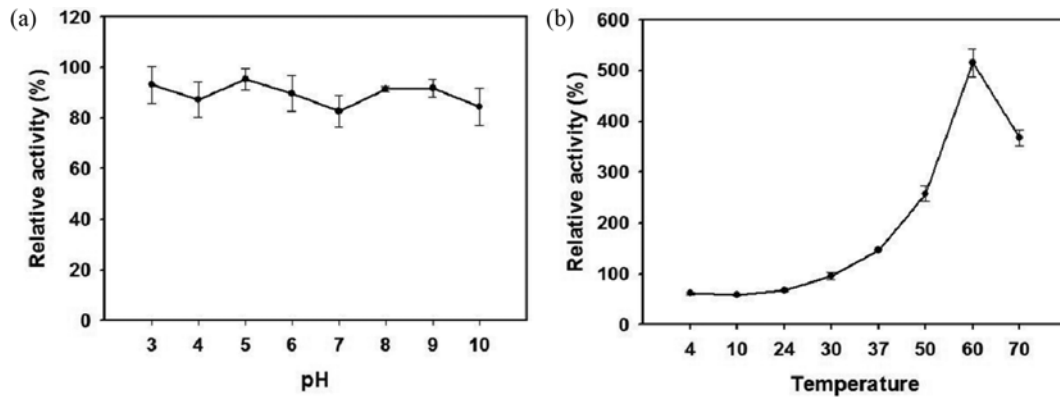 (a)
Relative activity (%)
120
100
80
60
40
20
0
3 4 5 6 7 8 9 10
pH
(b)
Relative activity (%)
600
500
400
300
200
100
0
4 10 24 30 37 50 60 70
Temperature